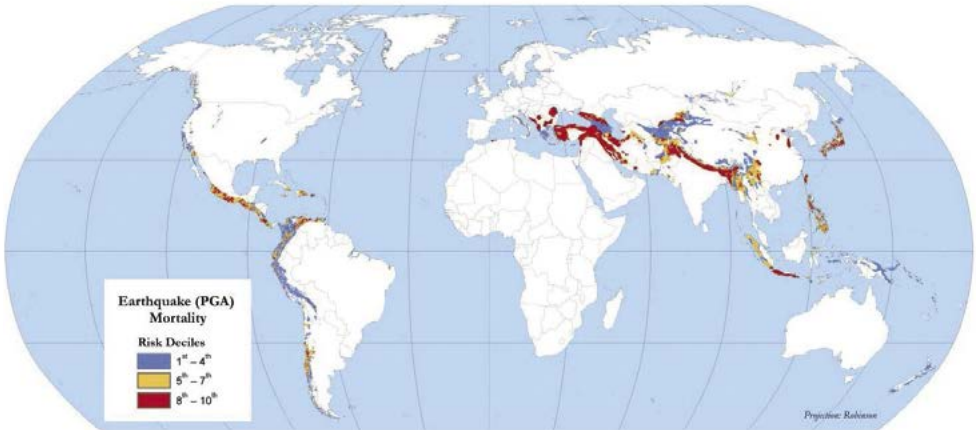 Earthquake (PGA)
Mortality
Risk Deciles
1st – 4th
5th – 7th
8th – 10th
Projection: Robinson